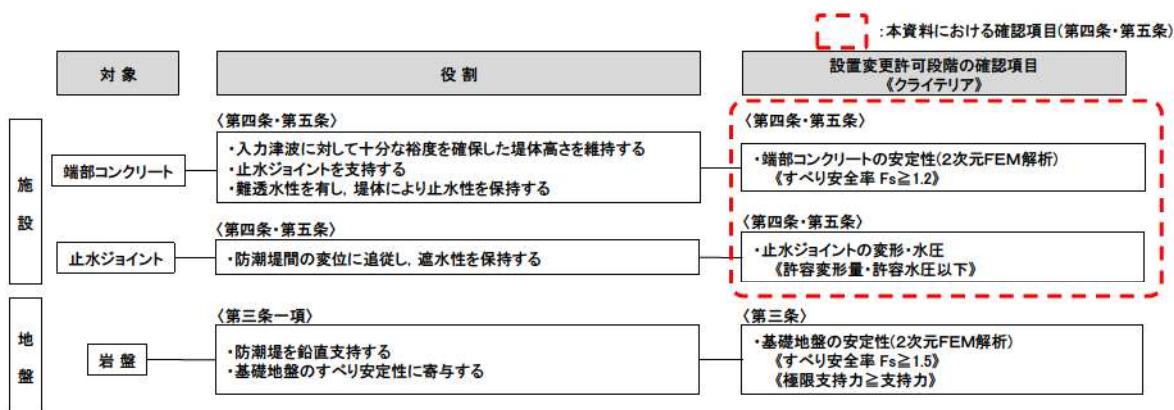 ：本資料における確認項目(第四条・第五条)
対象
役割
設置変更許可段階の確認項目
《クライテリア》
施設
端部コンクリート
〈第四条・第五条〉
・入力津波に対して十分な裕度を確保した堤体高さを維持する
・止水ジョイントを支持する
・難透水性を有し，堤体により止水性を保持する
〈第四条・第五条〉
・端部コンクリートの安定性(2次元FEM解析)
《すべり安全率 Fs≧1.2》
止水ジョイント
〈第四条・第五条〉
・防潮堤間の変位に追従し，遮水性を保持する
〈第四条・第五条〉
・止水ジョイントの変形・水圧
《許容変形量・許容水圧以下》
地盤
岩盤
〈第三条一項〉
・防潮堤を鉛直支持する
・基礎地盤のすべり安定性に寄与する
〈第三条〉
・基礎地盤の安定性(2次元FEM解析)
《すべり安全率 Fs≧1.5》
《極限支持力≧支持力》